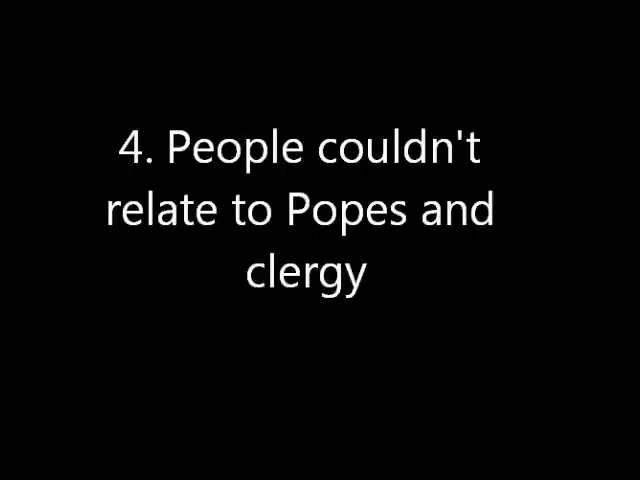 4. People couldn't
relate to Popes and
clergy